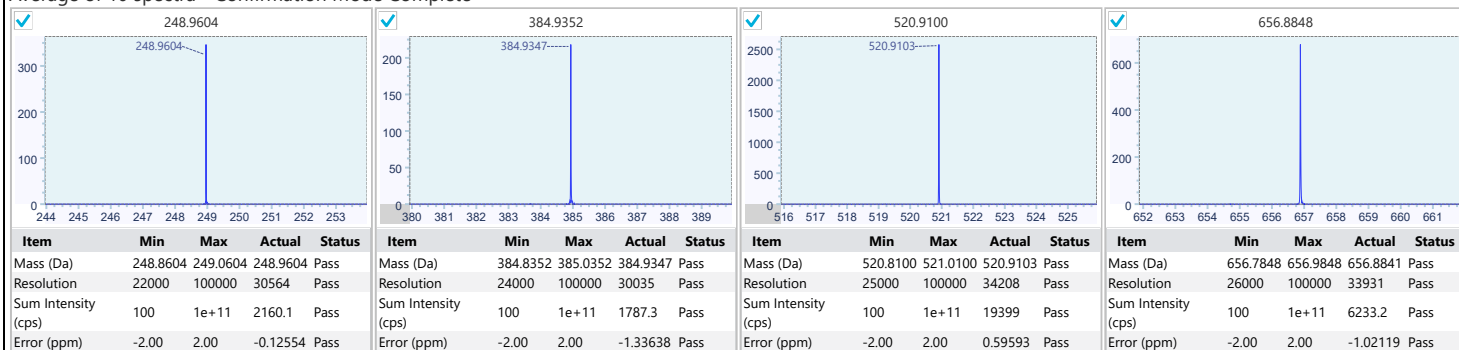 248.9604
248.9604
300
200
100
0
244 245 246 247 248 249 250 251 252 253
Item Min Max Actual Status
Mass (Da) 248.8604 249.0604 248.9604 Pass
Resolution 22000 100000 30564 Pass
Sum Intensity
(cps) 100 1e+11 2160.1 Pass
Error (ppm) -2.00 2.00 -0.12554 Pass
384.9352
384.9347
200
150
100
50
0
380 381 382 383 384 385 386 387 388 389
Item Min Max Actual Status
Mass (Da) 384.8352 385.0352 384.9347 Pass
Resolution 24000 100000 30035 Pass
Sum Intensity
(cps) 100 1e+11 1787.3 Pass
Error (ppm) -2.00 2.00 -1.33638 Pass
520.9100
520.9103
2500
2000
1500
1000
500
0
516 517 518 519 520 521 522 523 524 525
Item Min Max Actual Status
Mass (Da) 520.8100 521.0100 520.9103 Pass
Resolution 25000 100000 34208 Pass
Sum Intensity
(cps) 100 1e+11 19399 Pass
Error (ppm) -2.00 2.00 0.59593 Pass
656.8848
600
400
200
0
652 653 654 655 656 657 658 659 660 661
Item Min Max Actual Status
Mass (Da) 656.7848 656.9848 656.8841 Pass
Resolution 26000 100000 33931 Pass
Sum Intensity
(cps) 100 1e+11 6233.2 Pass
Error (ppm) -2.00 2.00 -1.02119 Pass